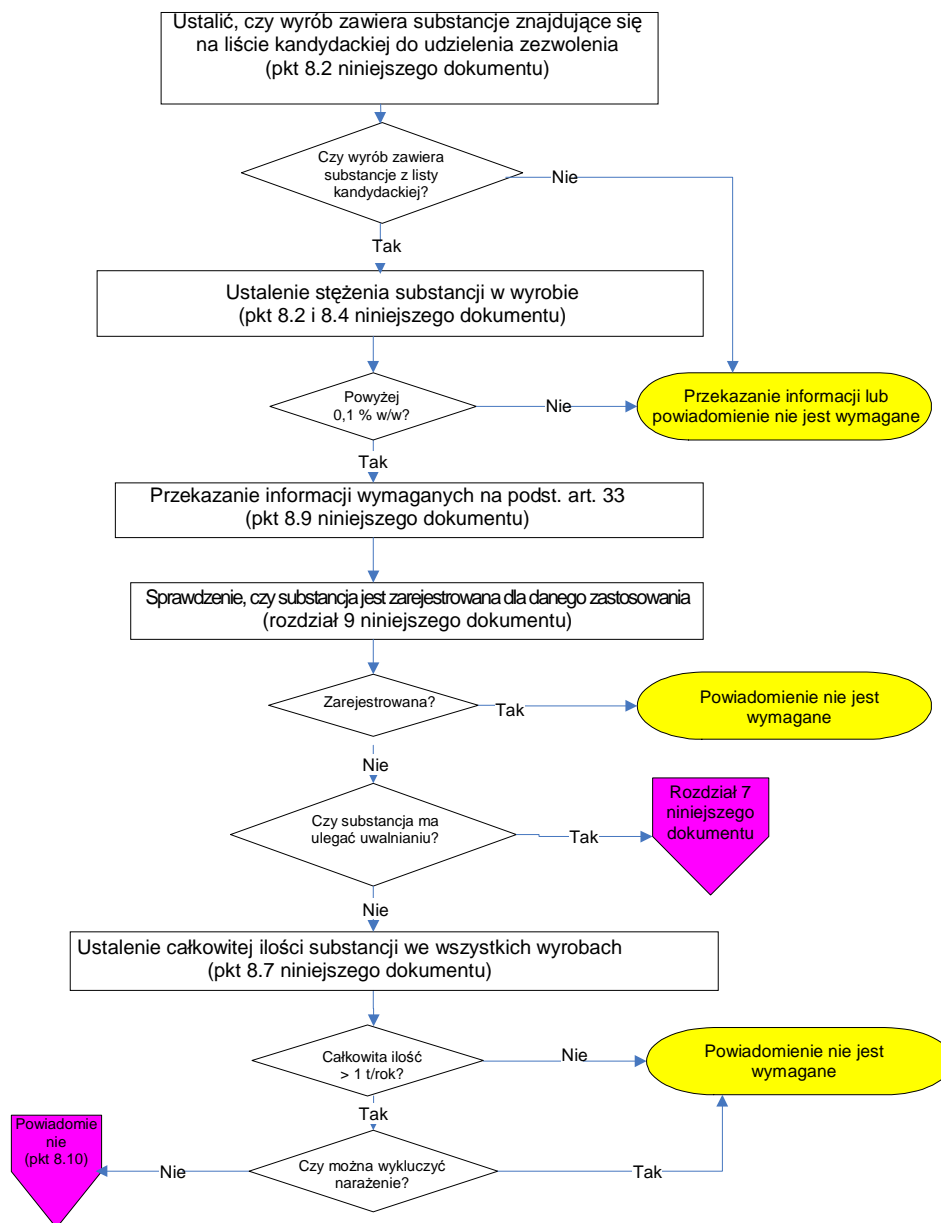 Ustalić, czy wyrób zawiera substancje znajdujące się
na liście kandydackiej do udzielenia zezwolenia
(pkt 8.2 niniejszego dokumentu)
Czy wyrób zawiera
substancje z listy
kandydackiej?
Nie
Tak
Ustalenie stężenia substancji w wyrobie
(pkt 8.2 i 8.4 niniejszego dokumentu)
Powyżej
0,1 % w/w?
Nie
Przekazanie informacji lub
powiadomienie nie jest wymagane
Tak
Przekazanie informacji wymaganych na podst. art. 33
(pkt 8.9 niniejszego dokumentu)
Sprawdzenie, czy substancja jest zarejestrowana dla danego zastosowania
(rozdział 9 niniejszego dokumentu)
Zarejestrowana?
Tak
Powiadomienie nie jest
wymagane
Nie
Czy substancja ma
ulegać uwalnianiu?
Tak
Rozdział 7
niniejszego
dokumentu
Nie
Ustalenie całkowitej ilości substancji we wszystkich wyrobach
(pkt 8.7 niniejszego dokumentu)
Całkowita ilość
> 1 t/rok?
Nie
Powiadomienie nie jest
wymagane
Tak
Czy można wykluczyć
narażenie?
Tak
Nie
Powiadomie
nie
(pkt 8.10)